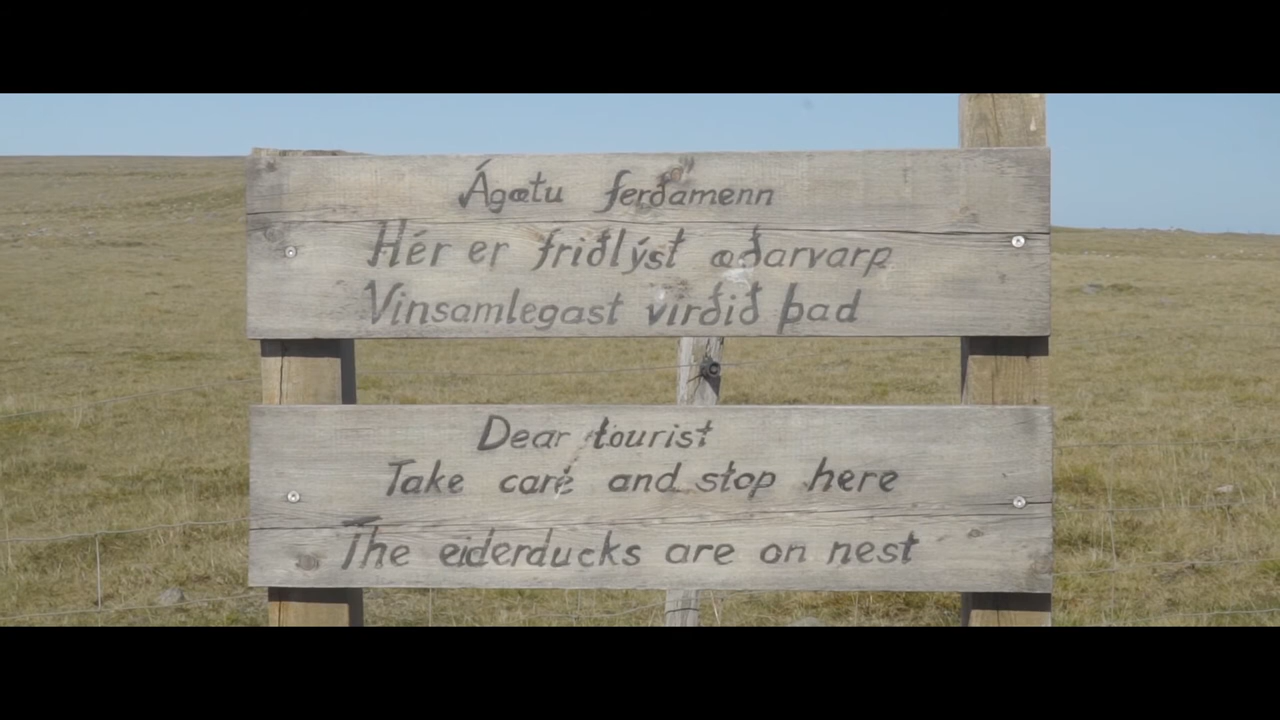 Ágætu ferðamenn
Hér er friðlýst æðarvarp
Vinsamlegast virðið það
Dear tourist
Take care and stop here
The eiderducks are on nest